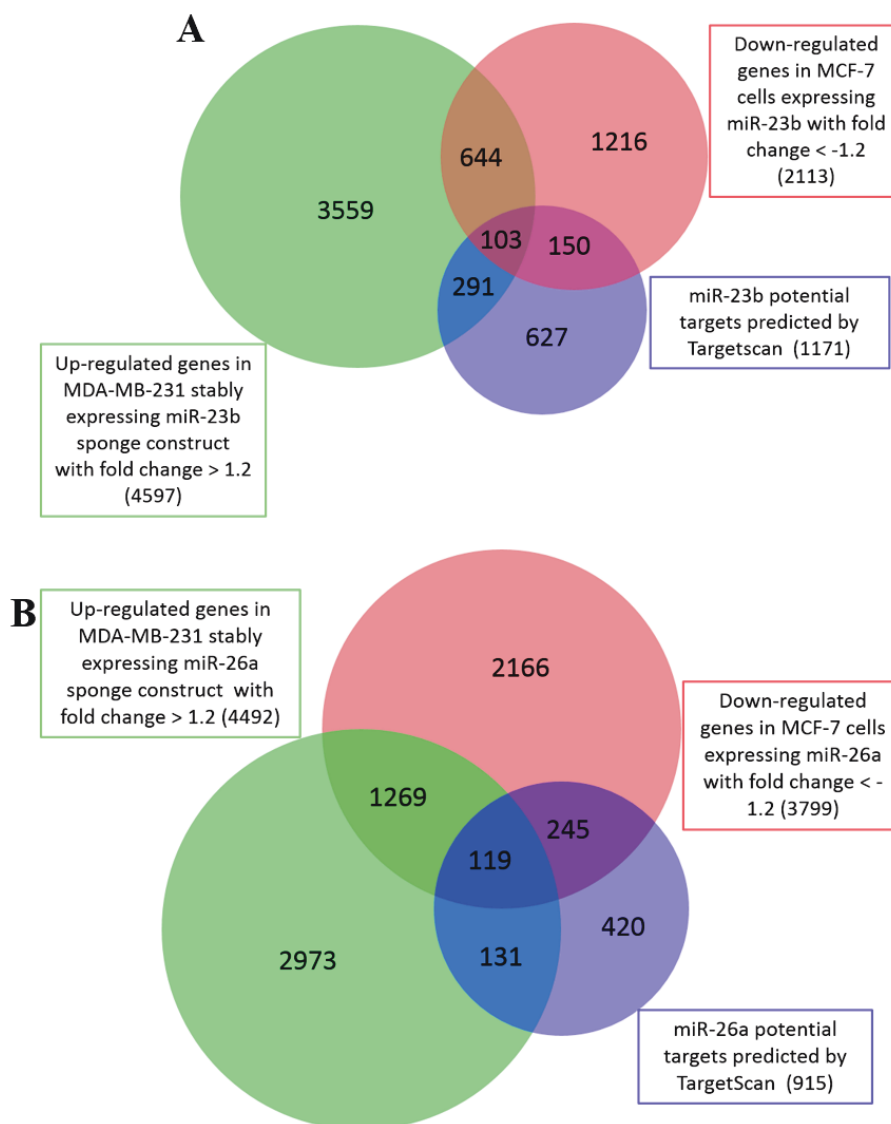 A
Down-regulated
genes in MCF-7
cells expressing
miR-23b with fold
change < -1.2
(2113)
644
1216
3559
103
150
291
627
miR-23b potential
targets predicted by
Targetscan (1171)
Up-regulated genes in
MDA-MB-231 stably
expressing miR-23b
sponge construct
with fold change > 1.2
(4597)
B
Up-regulated genes in
MDA-MB-231 stably
expressing miR-26a
sponge construct with
fold change > 1.2 (4492)
2166
Down-regulated
genes in MCF-7 cells
expressing miR-26a
with fold change < -
1.2 (3799)
1269
245
119
420
2973
131
miR-26a potential
targets predicted by
TargetScan (915)